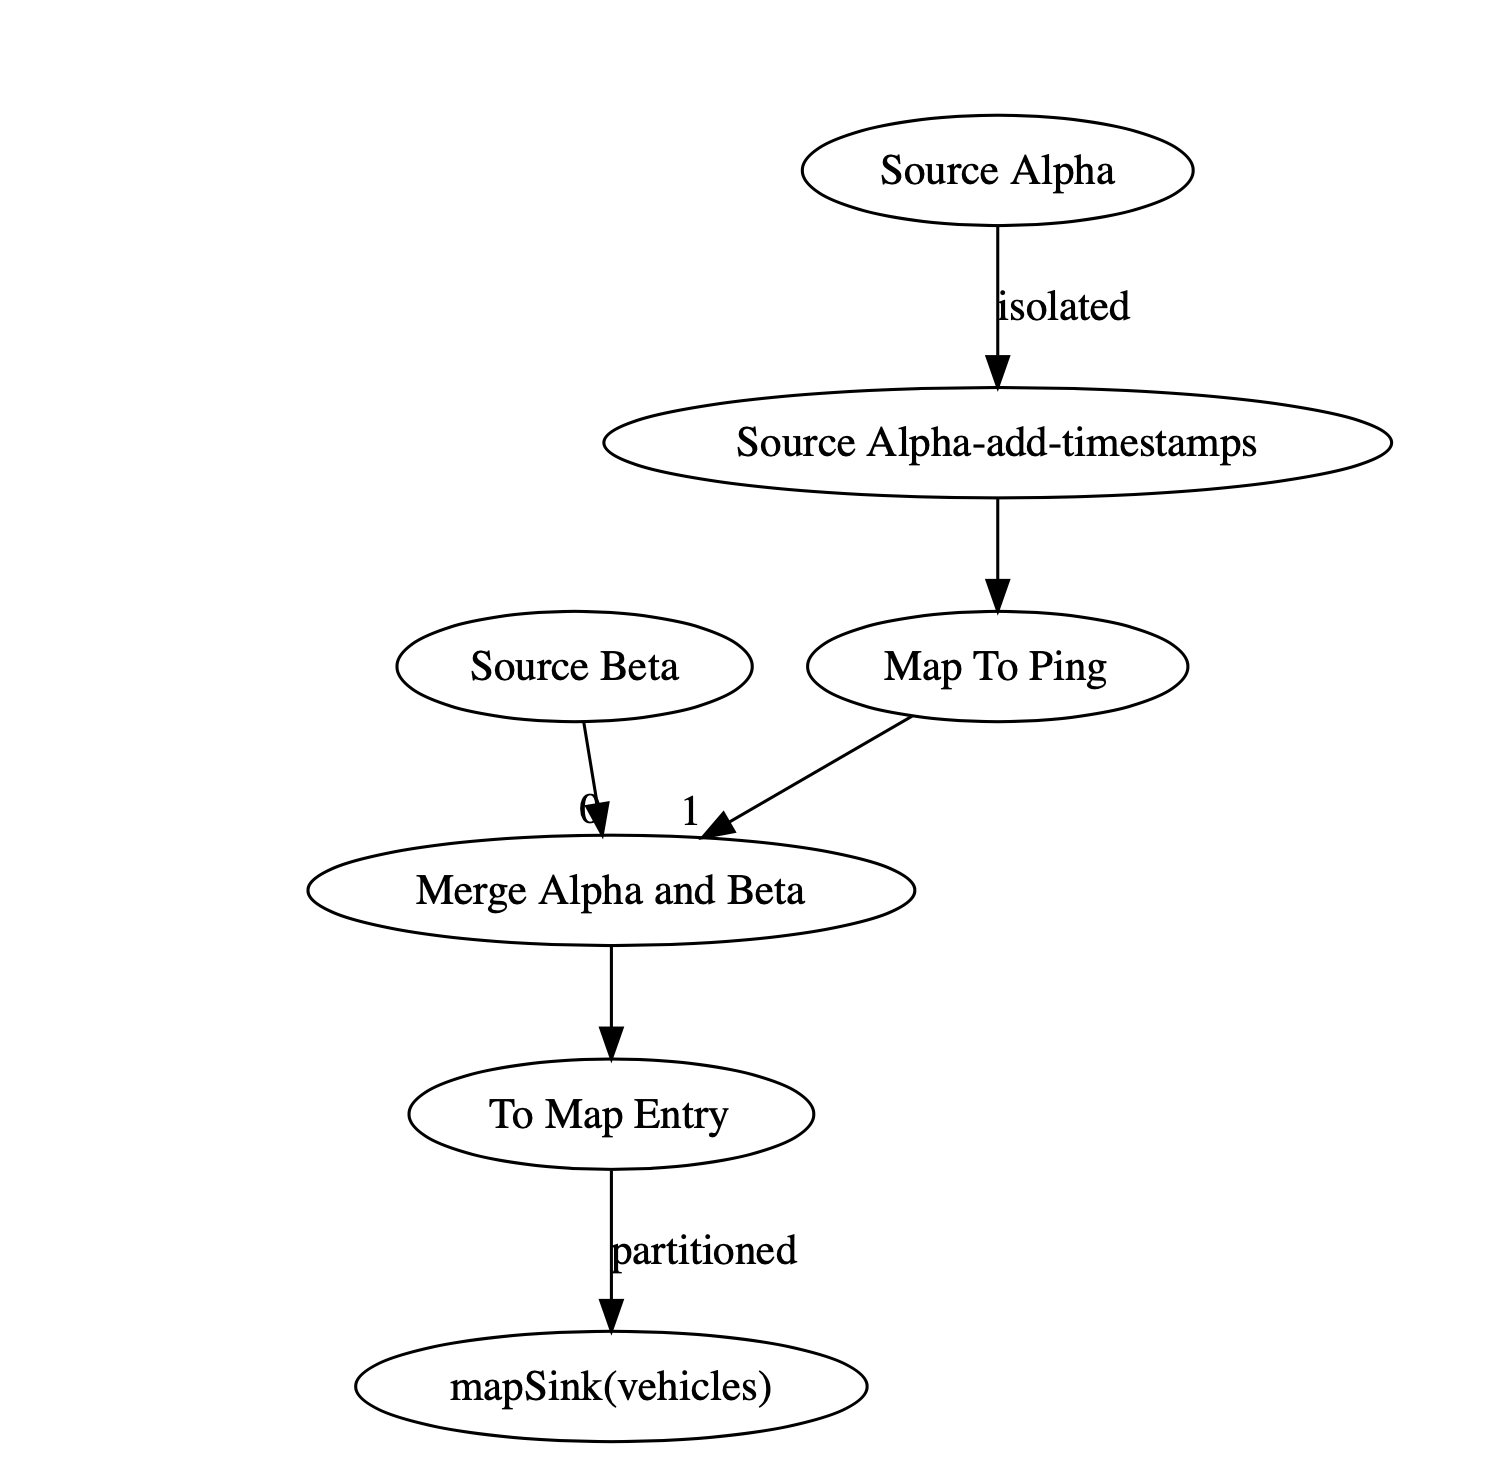 Source Alpha
isolated
Source Alpha-add-timestamps
Source Beta
Map To Ping
0
1
Merge Alpha and Beta
To Map Entry
partitioned
mapSink(vehicles)